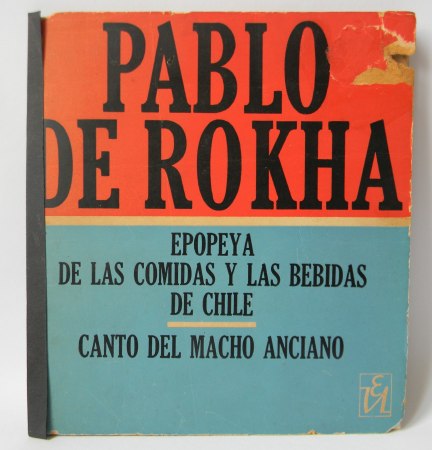 PABLO
DE ROKHA
EPOPEYA
DE LAS COMIDAS Y LAS BEBIDAS
DE CHILE
CANTO DEL MACHO ANCIANO